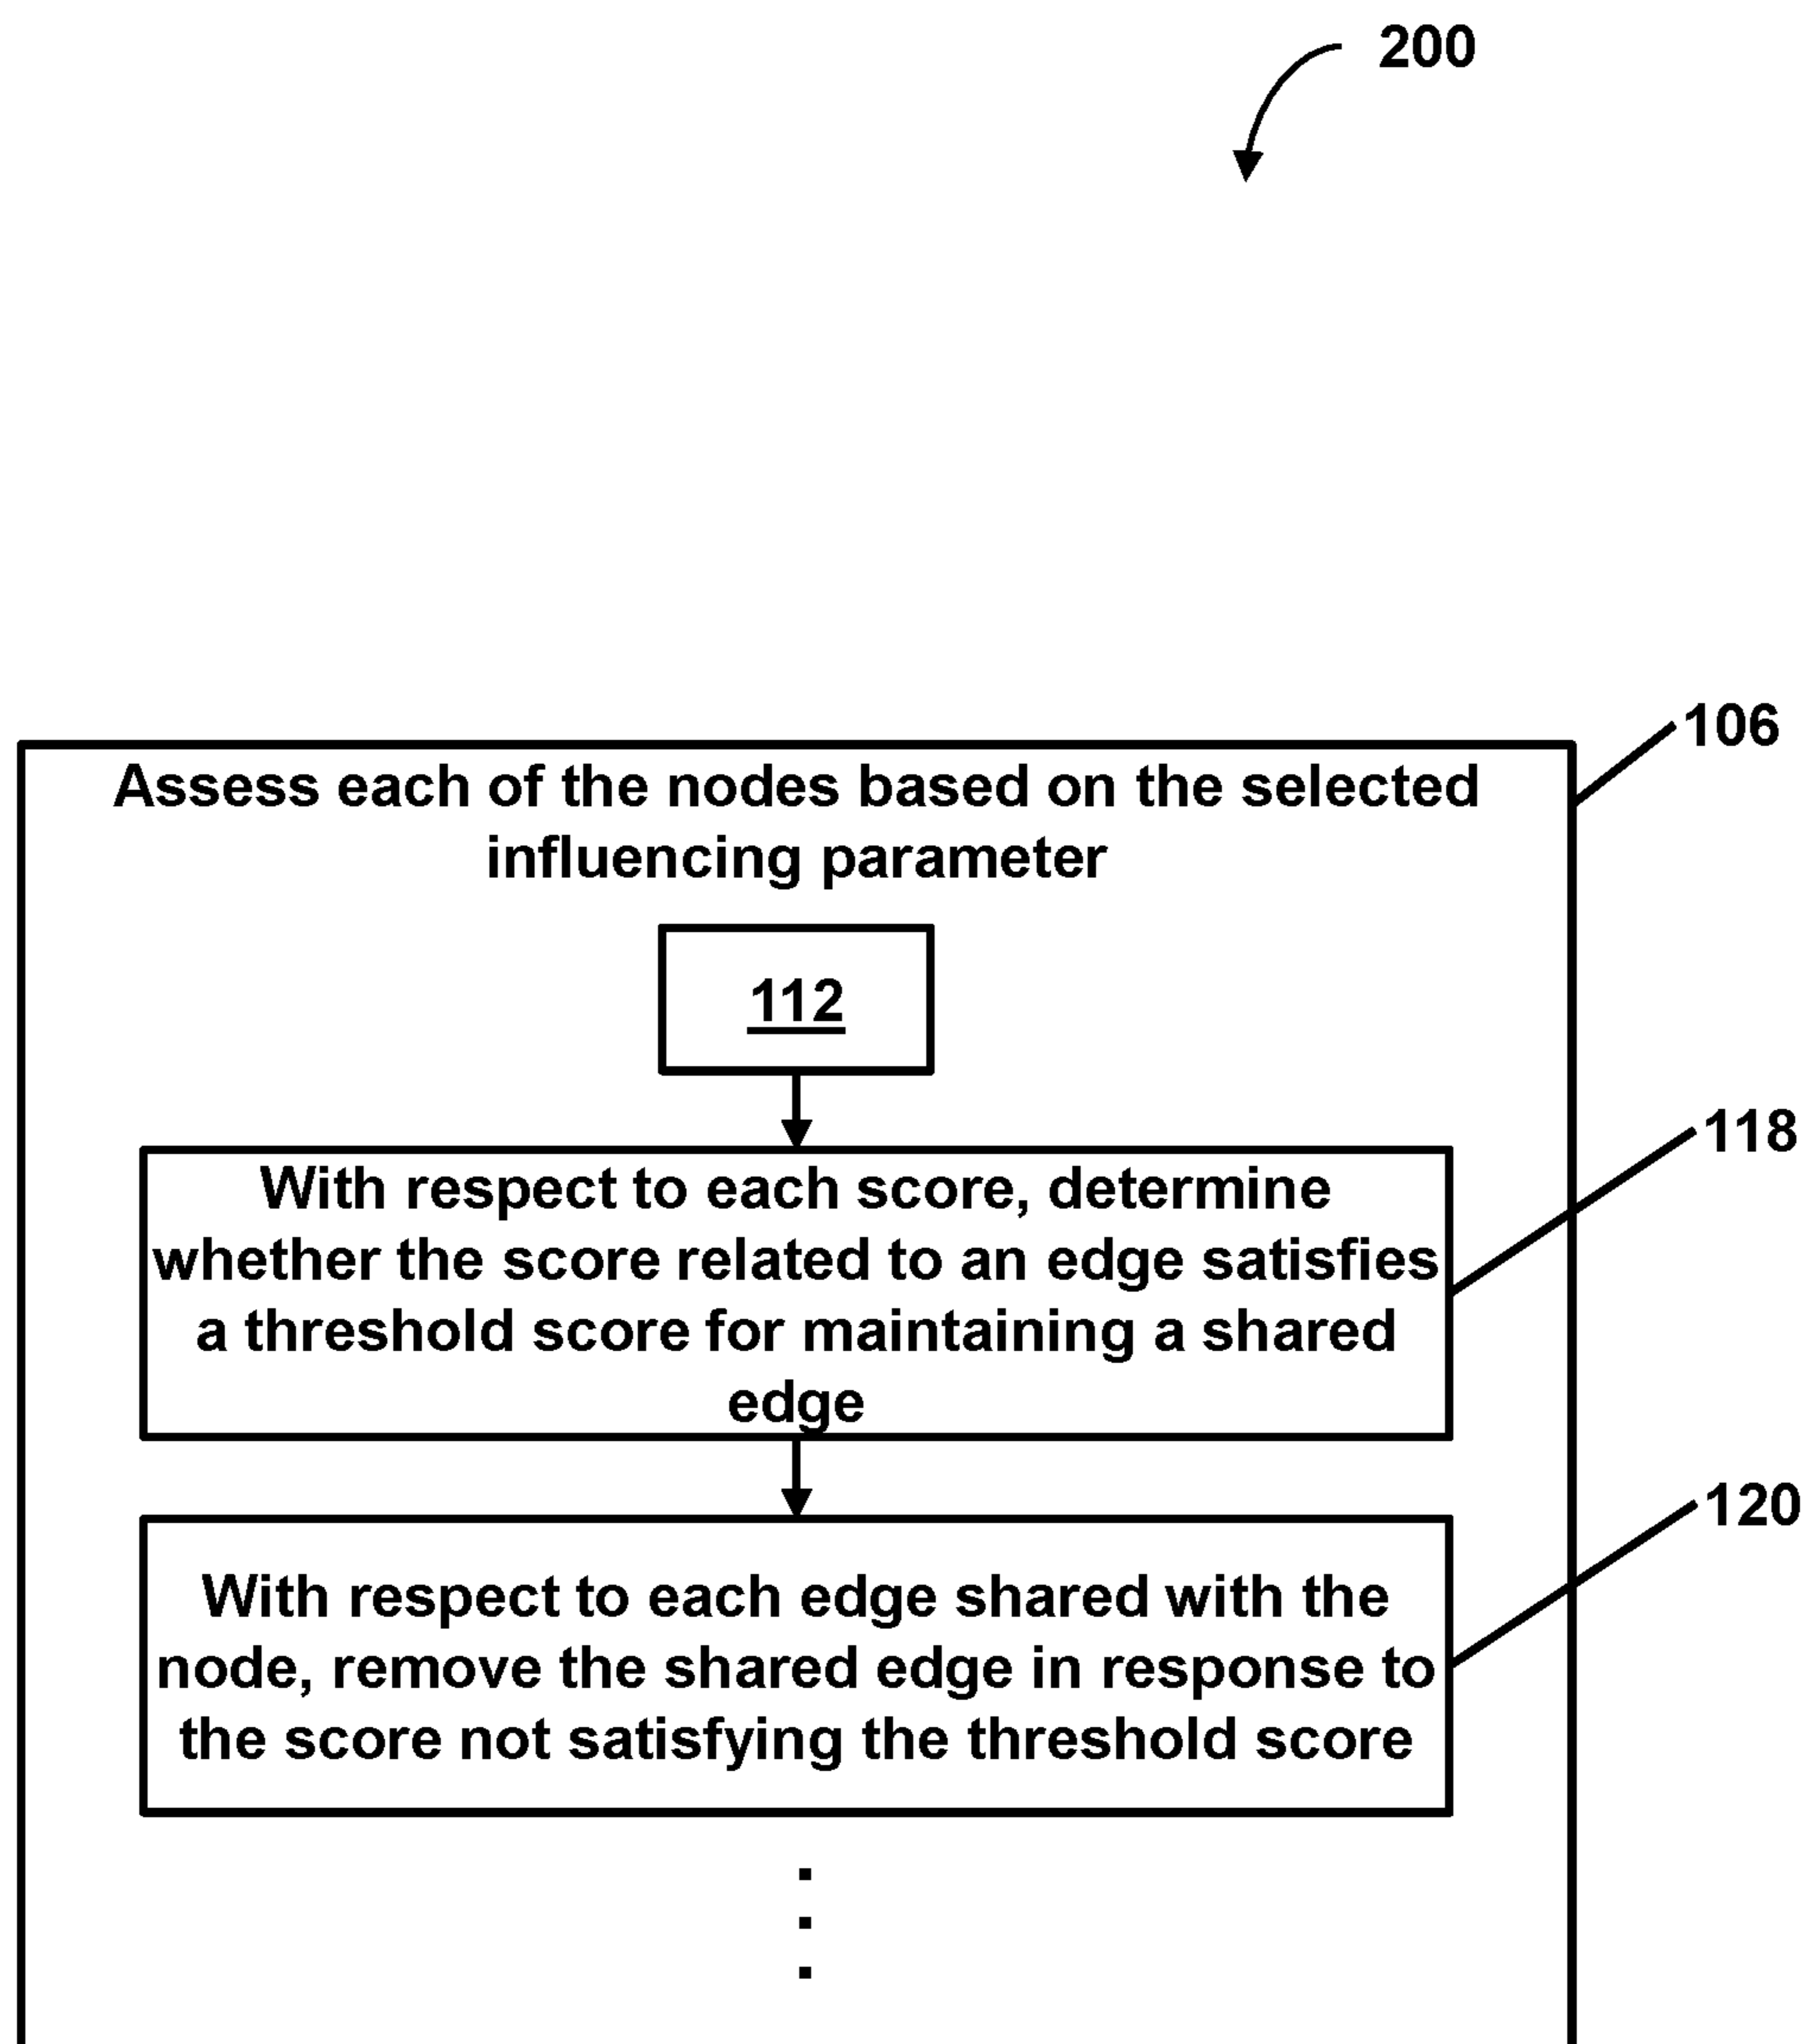 200
106
Assess each of the nodes based on the selected
influencing parameter
112
118
With respect to each score, determine
whether the score related to an edge satisfies
a threshold score for maintaining a shared
edge
120
With respect to each edge shared with the
node, remove the shared edge in response to
the score not satisfying the threshold score